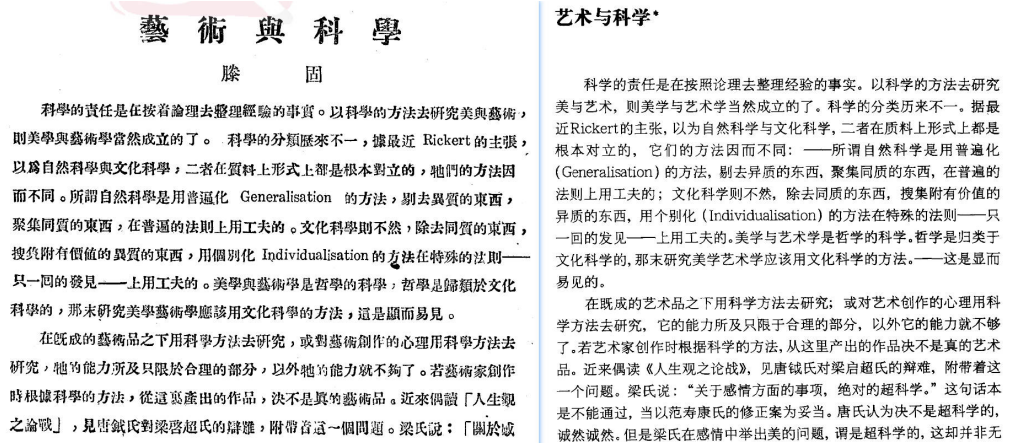 藝術與科學
滕固
科學的責任是在按着論理去整理經驗的事實。以科學的方法去研究美與藝術，
則美學與藝術學當然成立的了。科學的分類歷來不一，據最近 Rickert 的主張，
以爲自然科學與文化科學，二者在質料上形式上都是根本對立的，牠們的方法因
而不同。所謂自然科學是用普遍化 Generalisation 的方法，剔去異質的東西，
聚集同質的東西，在普遍的法則上用工夫的。文化科學則不然，除去同質的東西，
搜集附有價値的異質的東西，用個別化 Individualisation 的方法在特殊的法則——
只一回的發見——上用工夫的。美學與藝術學是哲學的科學，哲學是歸類於文化
科學的，那末研究美學藝術學應該用文化科學的方法，這是顯而易見。
在旣成的藝術品之下用科學方法去研究，或對藝術創作的心理用科學方法去
研究，牠的能力所及只限於合理的部分，以外牠的能力就不夠了。若藝術家創作
時根據科學的方法，從這裏產出的作品，決不是眞的藝術品。近來偶讀「人生觀
之論戰」，見唐鉞氏對梁啓超氏的辯難，附帶着這一個問題。梁氏說：「關於感
艺术与科学*
科学的责任是在按照论理去整理经验的事实。以科学的方法去研究
美与艺术，则美学与艺术学当然成立的了。科学的分类历来不一。据最
近Rickert的主张，以为自然科学与文化科学，二者在质料上形式上都是
根本对立的，它们的方法因而不同：——所谓自然科学是用普遍化
(Generalisation) 的方法，剔去异质的东西，聚集同质的东西，在普遍的
法则上用工夫的；文化科学则不然，除去同质的东西，搜集附有价值的
异质的东西，用个别化（Individualisation）的方法在特殊的法则——只
一回的发见——上用工夫的。美学与艺术学是哲学的科学。哲学是归类于
文化科学的，那末研究美学艺术学应该用文化科学的方法。——这是显而
易见的。
在既成的艺术品之下用科学方法去研究；或对艺术创作的心理用科
学方法去研究，它的能力所及只限于合理的部分，以外它的能力就不够
了。若艺术家创作时根据科学的方法，从这里产出的作品决不是真的艺术
品。近来偶读《人生观之论战》，见唐钺氏对梁启超氏的辩难，附带着这
一个问题。梁氏说：“关于感情方面的事项，绝对的超科学。”这句话本
是不能通过，当以范寿康氏的修正案为妥当。唐氏认为决不是超科学的，
诚然诚然。但是梁氏在感情中举出美的问题，谓是超科学的，这却并非无